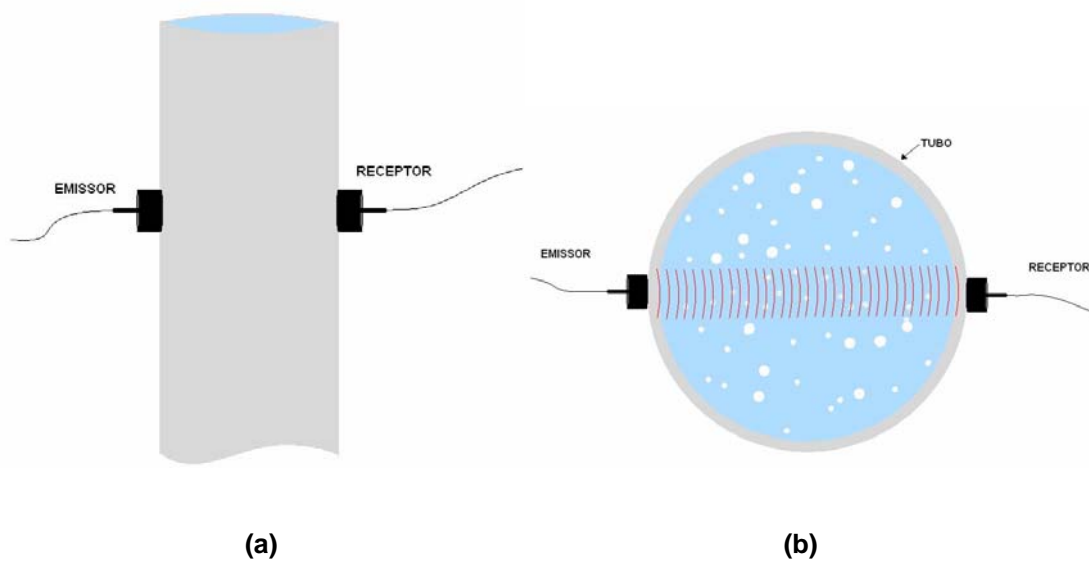 EMISSOR
RECEPTOR
TUBO
EMISSOR
RECEPTOR
(a)
(b)